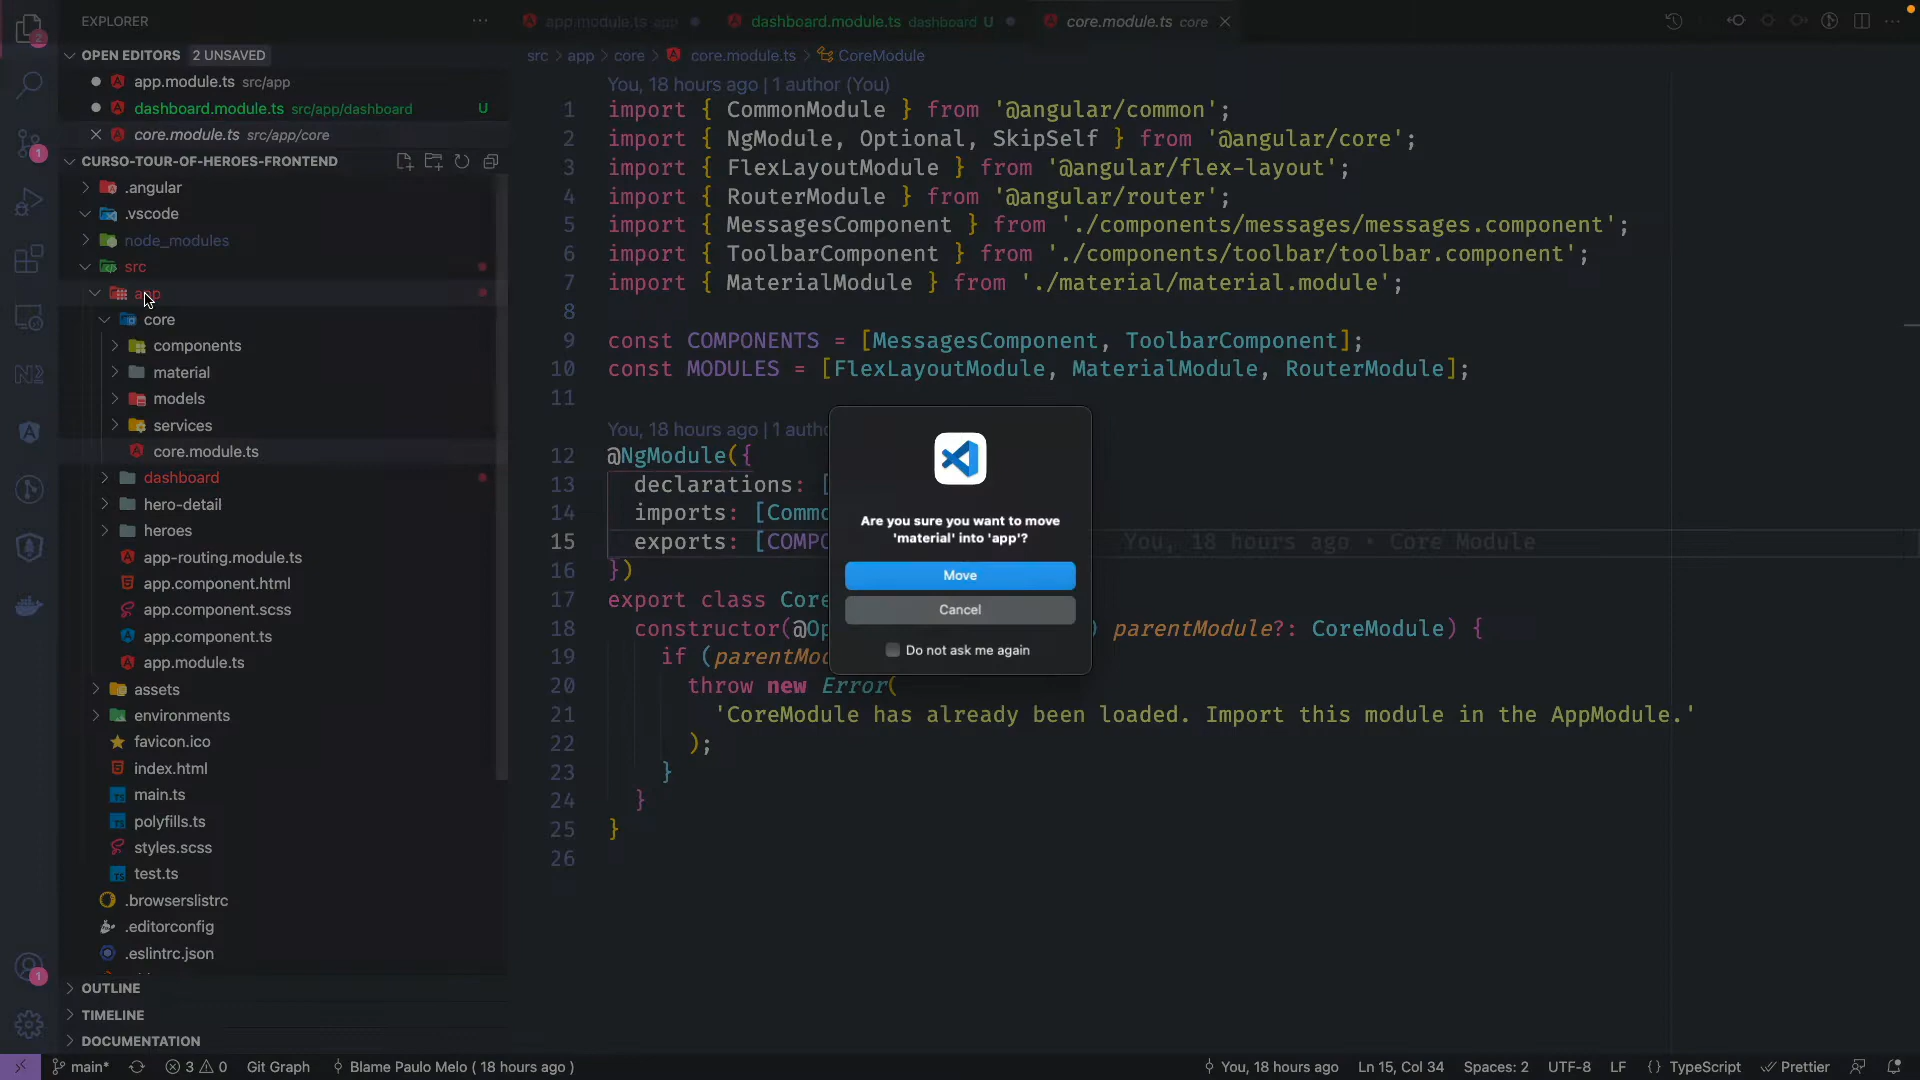 EXPLORER
OPEN EDITORS 2 UNSAVED
app.module.ts src/app
dashboard.module.ts src/app/dashboard U
core.module.ts src/app/core
CURSO-TOUR-OF-HEROES-FRONTEND
.angular
.vscode
node_modules
src
app
core
components
material
models
services
core.module.ts
dashboard
hero-detail
heroes
app-routing.module.ts
app.component.html
app.component.scss
app.component.ts
app.module.ts
assets
environments
favicon.ico
index.html
main.ts
polyfills.ts
styles.scss
test.ts
.browserslistrc
.editorconfig
.eslintrc.json
OUTLINE
TIMELINE
DOCUMENTATION
app.module.ts app
dashboard.module.ts dashboard U
core.module.ts core
src > app > core > core.module.ts > CoreModule
You, 18 hours ago | 1 author (You)
1 import { CommonModule } from '@angular/common';
2 import { NgModule, Optional, SkipSelf } from '@angular/core';
3 import { FlexLayoutModule } from '@angular/flex-layout';
4 import { RouterModule } from '@angular/router';
5 import { MessagesComponent } from './components/messages/messages.component';
6 import { ToolbarComponent } from './components/toolbar/toolbar.component';
7 import { MaterialModule } from './material/material.module';
8
9 const COMPONENTS = [MessagesComponent, ToolbarComponent];
10 const MODULES = [FlexLayoutModule, MaterialModule, RouterModule];
11
You, 18 hours ago | 1 autho
12 @NgModule({
13 declarations: [
14 imports: [Commo
15 exports: [COMPO You, 18 hours ago • Core Module
16 })
17 export class Core
18 constructor(@Op ) parentModule?: CoreModule) {
19 if (parentMod
20 throw new Error(
21 'CoreModule has already been loaded. Import this module in the AppModule.'
22 );
23 }
24 }
25 }
26
Are you sure you want to move
'material' into 'app'?
Move
Cancel
Do not ask me again
2
1
1
main* 3 0 Git Graph Blame Paulo Melo ( 18 hours ago ) You, 18 hours ago Ln 15, Col 34 Spaces: 2 UTF-8 LF {} TypeScript Prettier